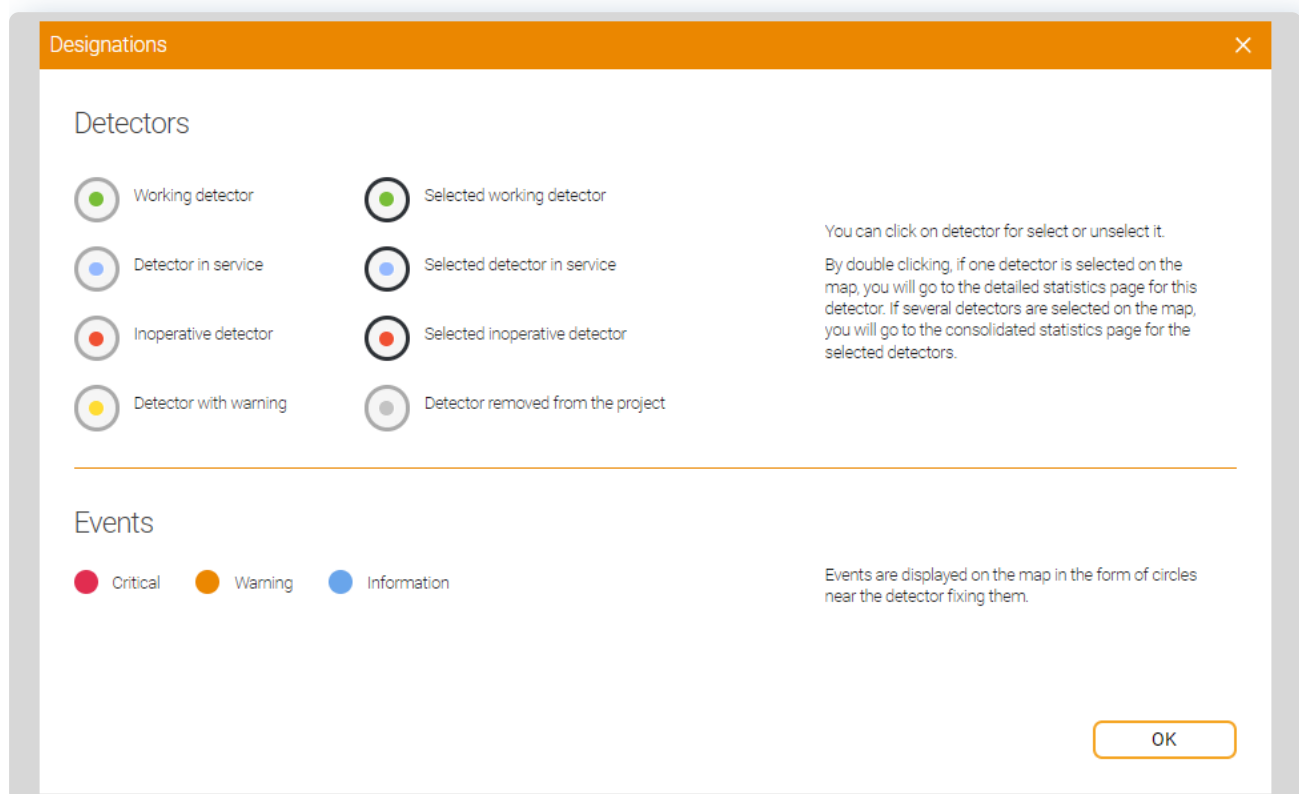 Designations
Detectors
Working detector
Selected working detector
Detector in service
Selected detector in service
Inoperative detector
Selected inoperative detector
Detector with warning
Detector removed from the project
You can click on detector for select or unselect it.
By double clicking, if one detector is selected on the
map, you will go to the detailed statistics page for this
detector. If several detectors are selected on the map,
you will go to the consolidated statistics page for the
selected detectors.
Events
Critical
Warning
Information
Events are displayed on the map in the form of circles
near the detector fixing them.
OK